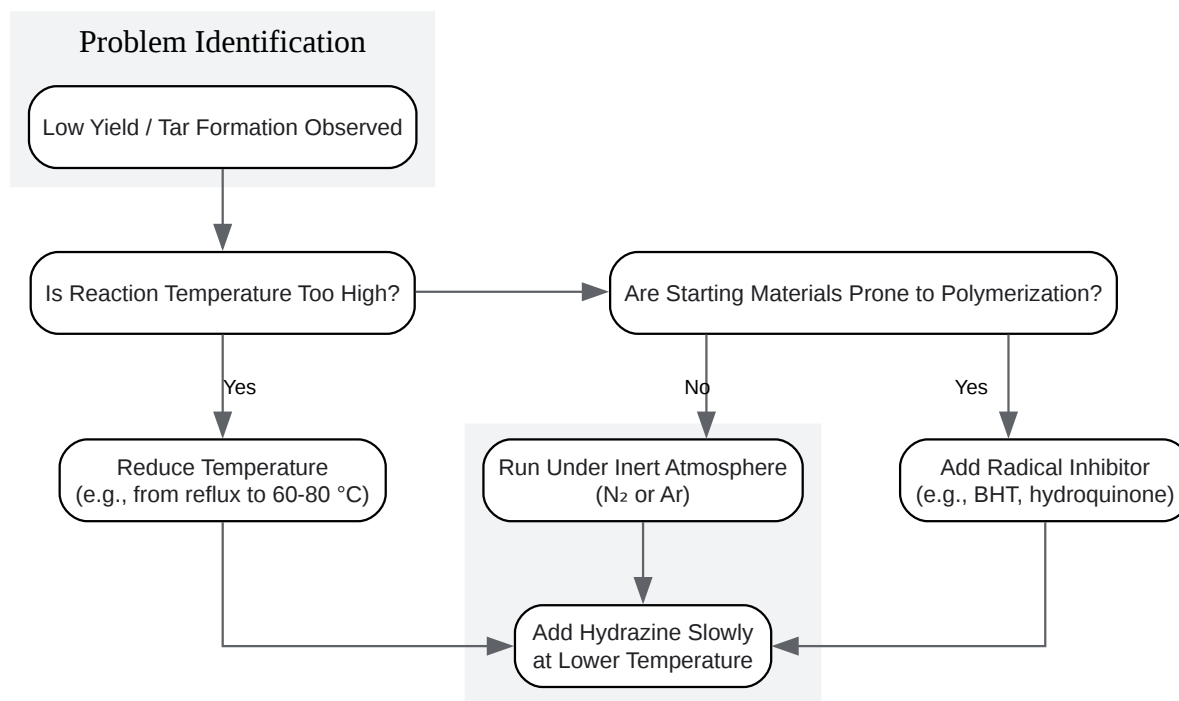 Problem Identification
Low Yield / Tar Formation Observed
Is Reaction Temperature Too High?
Are Starting Materials Prone to Polymerization?
Yes
No
Yes
Reduce Temperature
(e.g., from reflux to 60-80 °C)
Run Under Inert Atmosphere
(N₂ or Ar)
Add Radical Inhibitor
(e.g., BHT, hydroquinone)
Add Hydrazine Slowly
at Lower Temperature